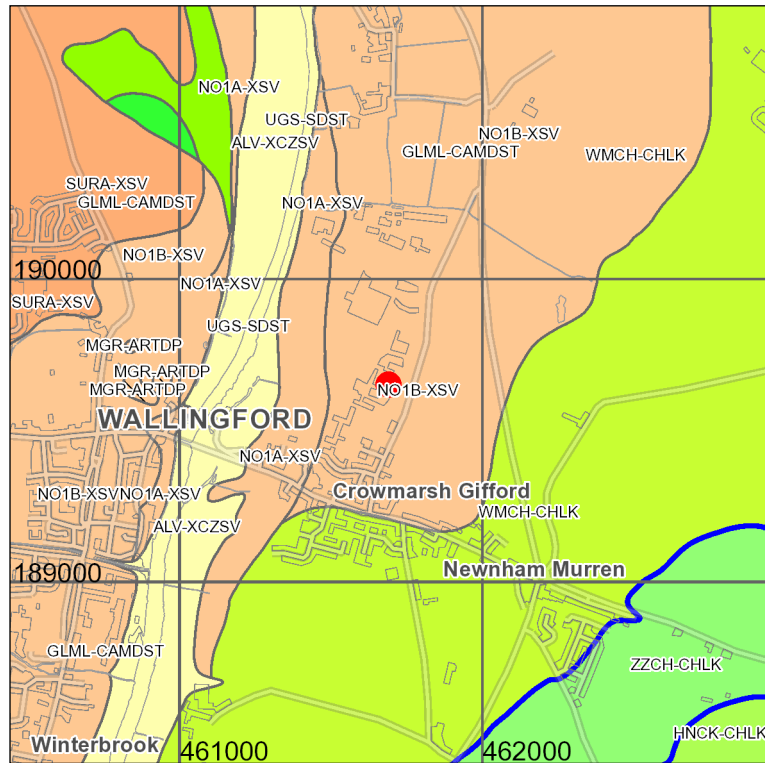 NO1A-XSV
UGS-SDST
NO1B-XSV
ALV-XCZSV
GLML-CAMDST
WMCH-CHLK
SURA-XSV
GLML-CAMDST
NO1A-XSV
NO1B-XSV
190000
NO1A-XSV
SURA-XSV
UGS-SDST
MGR-ARTDP
MGR-ARTDP
MGR-ARTDP
NO1B-XSV
WALLINGFORD
NO1A-XSV
NO1B-XSV
NO1A-XSV
Crowmarsh Gifford
WMCH-CHLK
ALV-XCZSV
189000
Newnham Murren
GLML-CAMDST
ZZCH-CHLK
HNCK-CHLK
Winterbrook
461000
462000